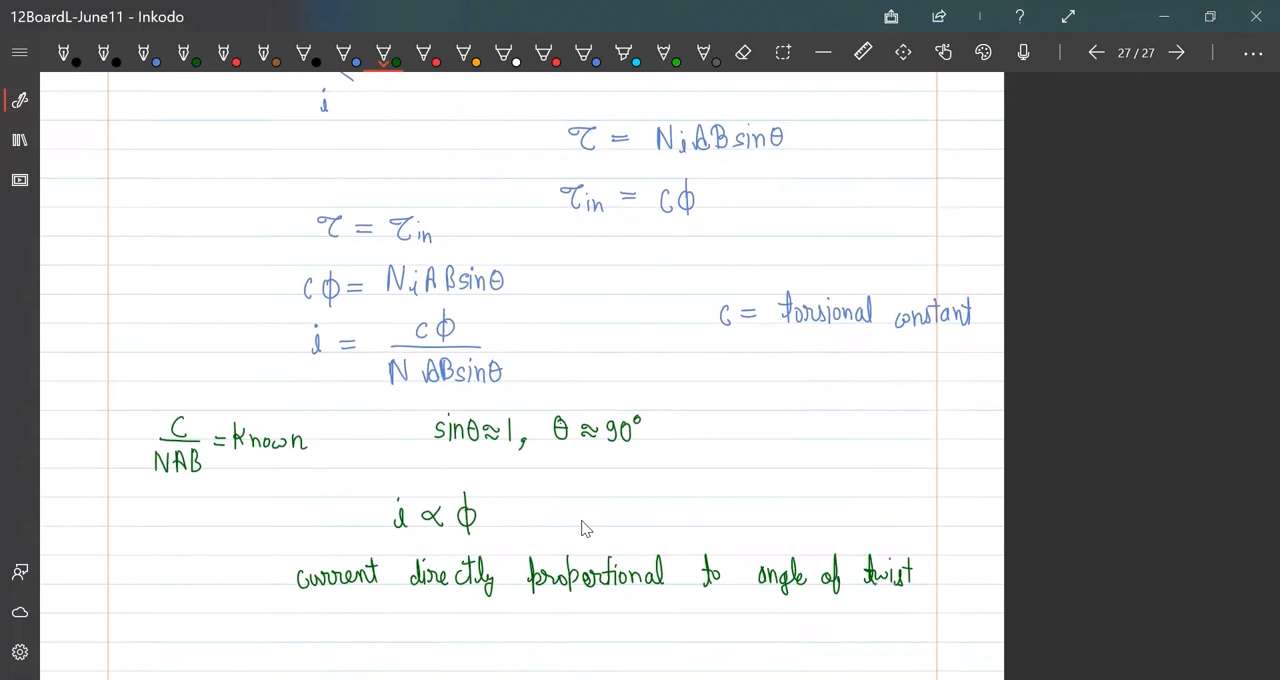 12BoardL-June11 - Inkodo
27 / 27
i
τ = NiABsinθ
τin = cϕ
τ = τin
cϕ = NiABsinθ
c = torsional constant
i = cϕ
NABsinθ
C
NAB
= Known
sinθ≈1, θ ≈ 90°
i ∝ ϕ
current directly proportional to angle of twist